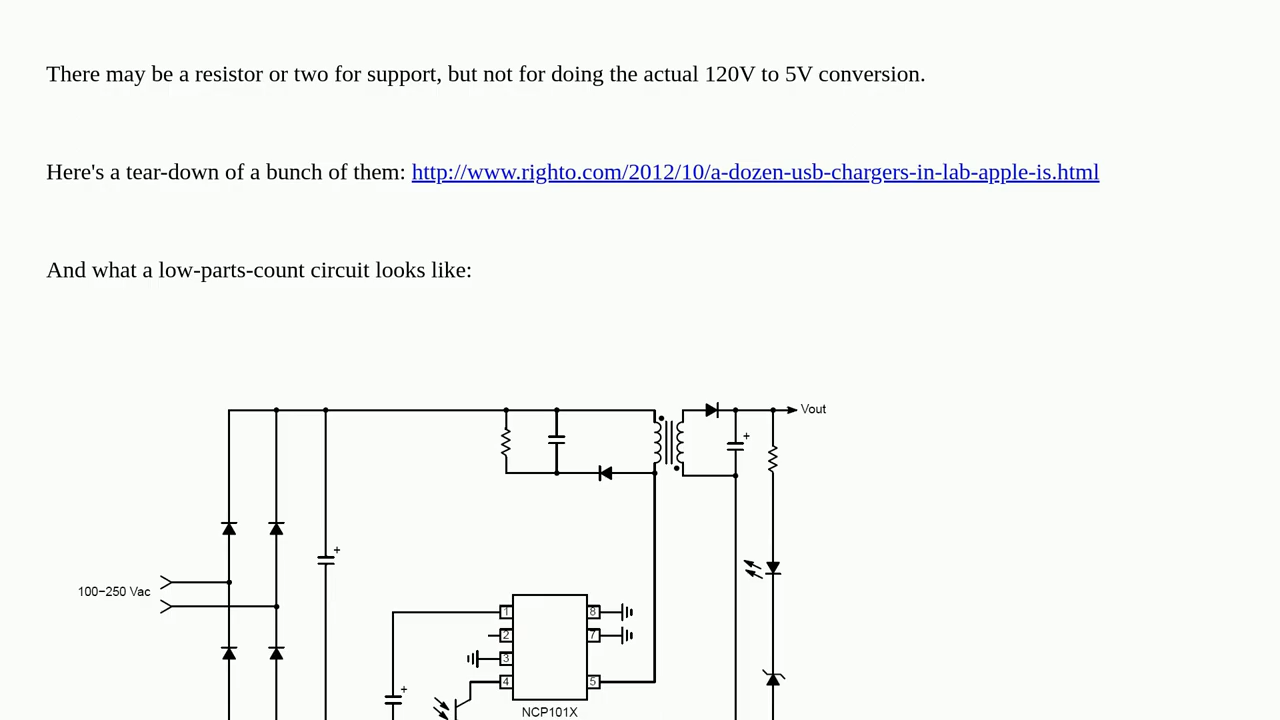 There may be a resistor or two for support, but not for doing the actual 120V to 5V conversion.
Here's a tear-down of a bunch of them: http://www.righto.com/2012/10/a-dozen-usb-chargers-in-lab-apple-is.html
And what a low-parts-count circuit looks like:
Vout
+
+
100−250 Vac
1 8
2 7
3
4 5
+
NCP101X